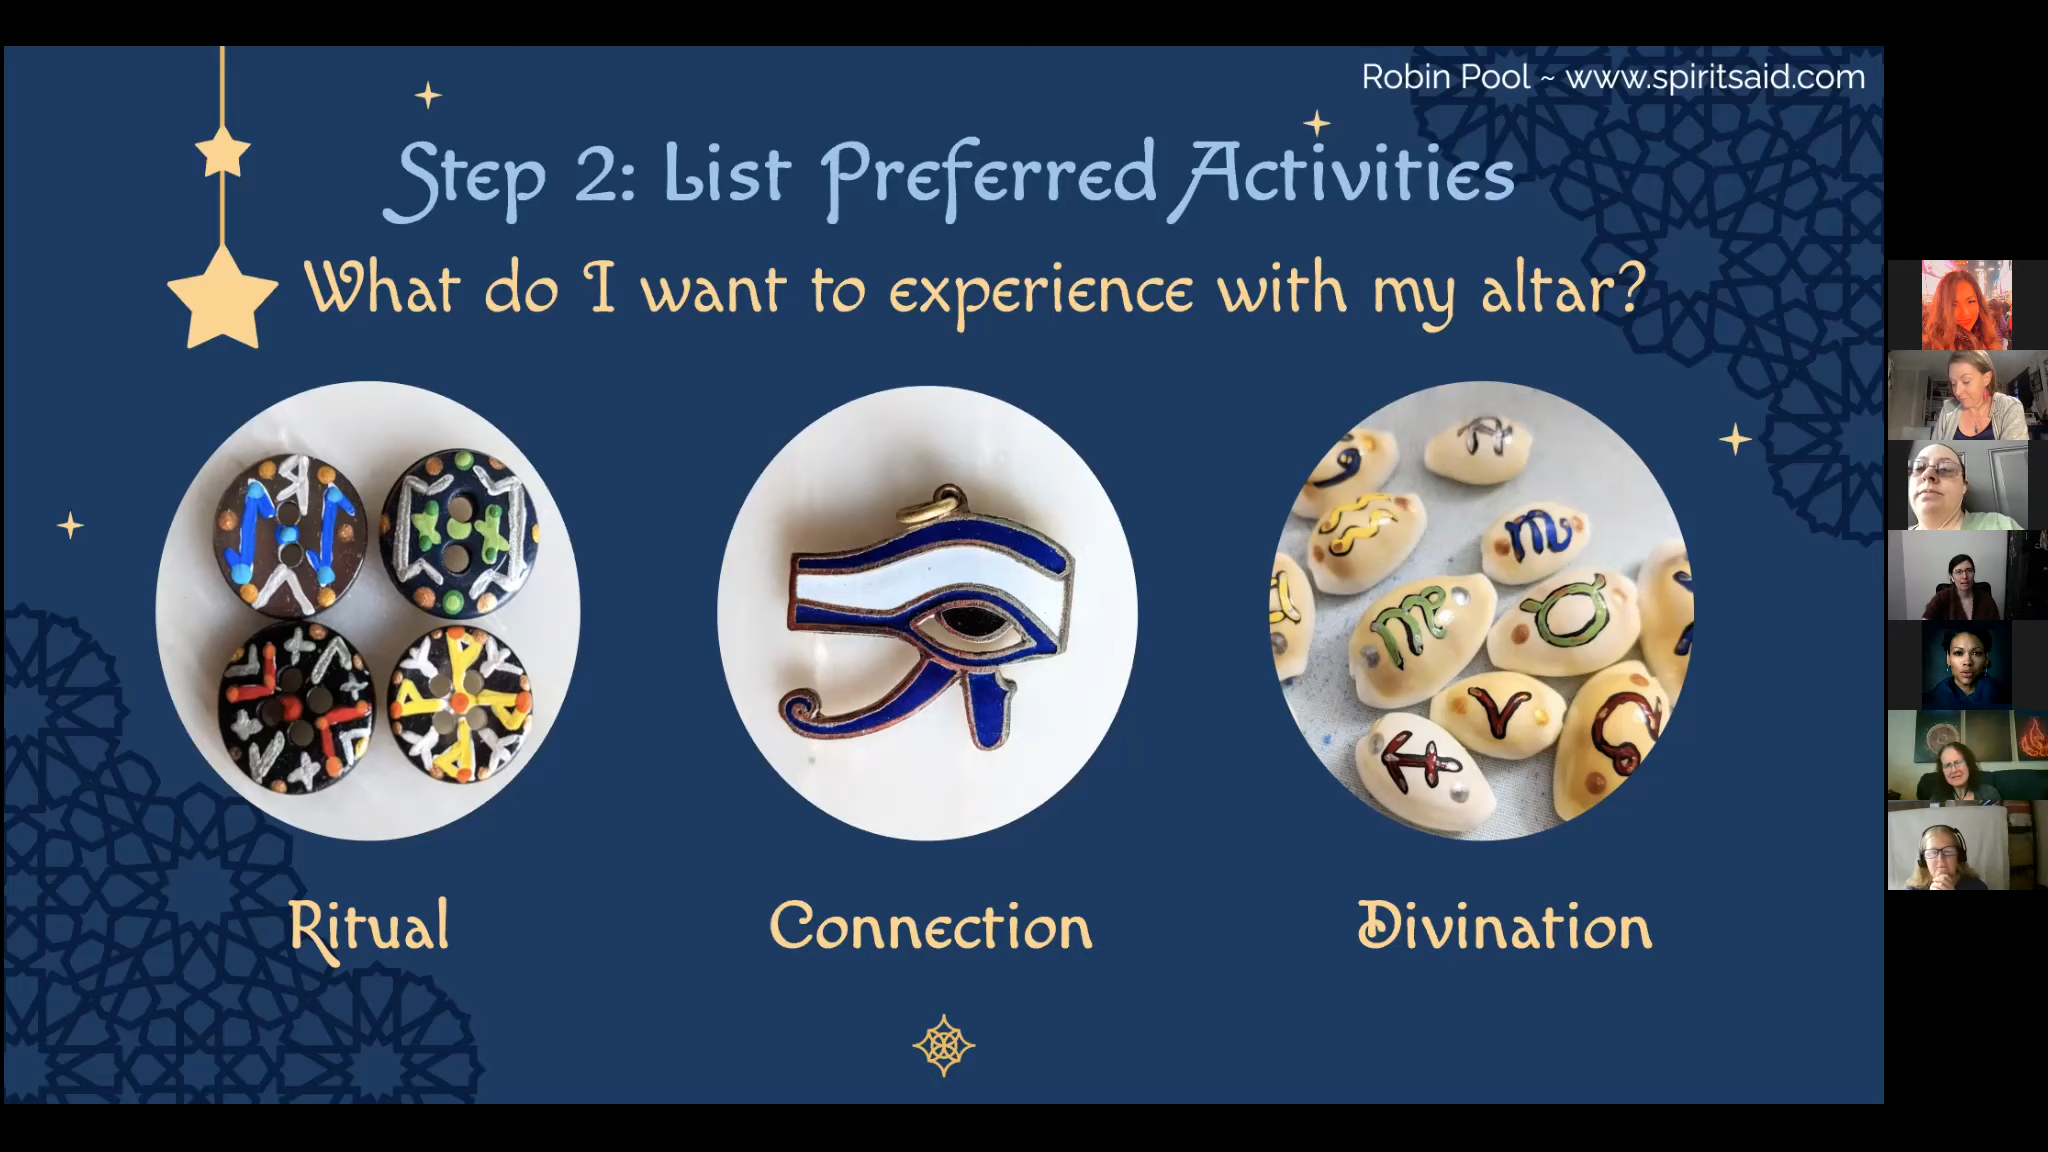 Robin Pool ~ www.spiritsaid.com
Step 2: List Preferred Activities
What do I want to experience with my altar?
Ritual
Connection
Divination